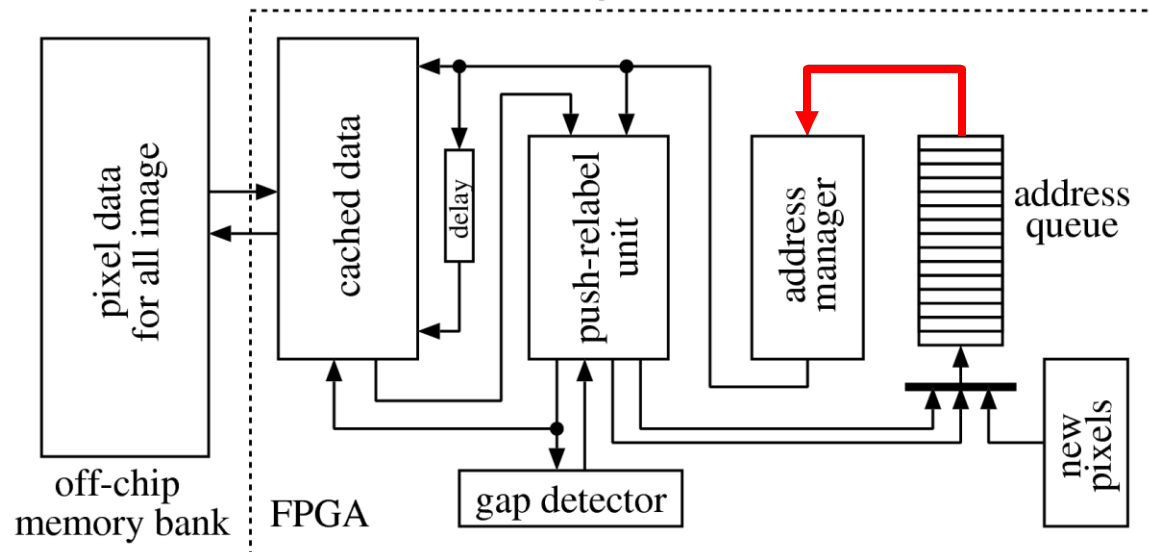 pixel data
for all image
off-chip
memory bank
FPGA
cached data
delay
push-relabel
unit
gap detector
address
manager
address
queue
new
pixels